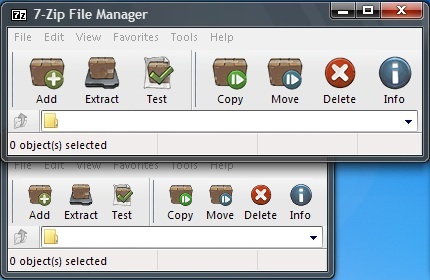 7-Zip File Manager
File Edit View Favorites Tools Help
Add Extract Test Copy Move Delete Info
0 object(s) selected
File Edit View Favorites Tools Help
Add Extract Test Copy Move Delete Info
0 object(s) selected